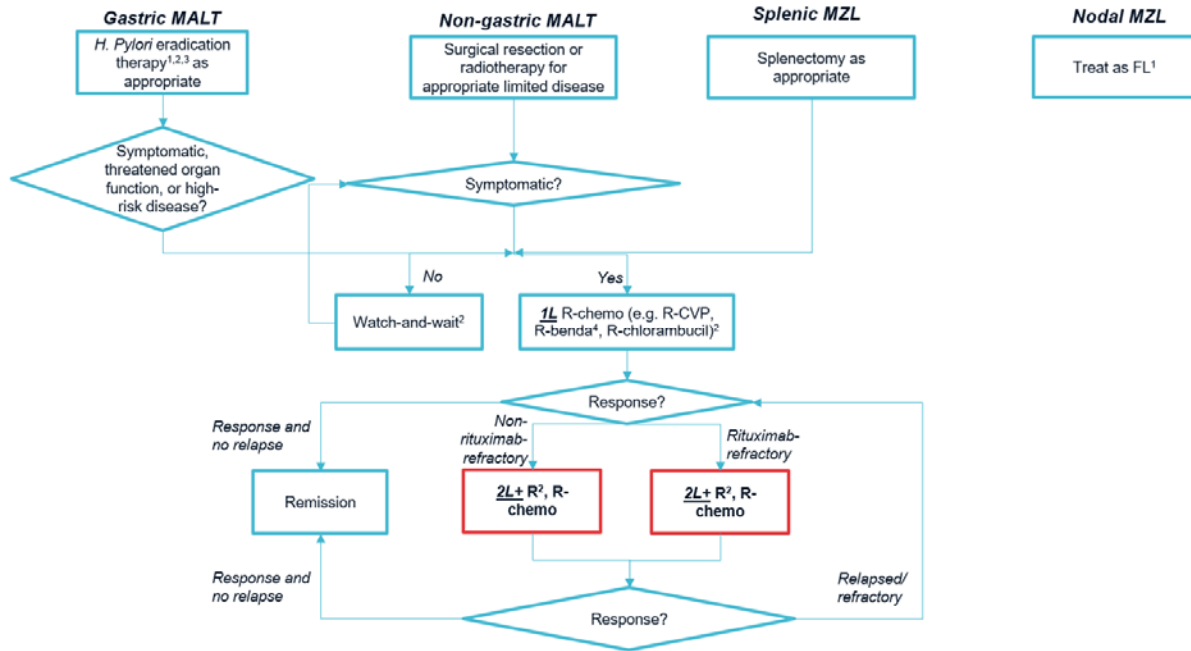 Gastric MALT
Non-gastric MALT
Splenic MZL
Nodal MZL
H. Pylori eradication
therapy1,2,3 as
appropriate
Surgical resection or
radiotherapy for
appropriate limited disease
Splenectomy as
appropriate
Treat as FL1
Symptomatic,
threatened organ
function, or high-
risk disease?
Symptomatic?
No
Yes
Watch-and-wait2
1L R-chemo (e.g. R-CVP,
R-benda4, R-chlorambucil)2
Response?
Response and
no relapse
Non-
rituximab-
refractory
Rituximab-
refractory
Remission
2L+ R2, R-
chemo
2L+ R2, R-
chemo
Response and
no relapse
Relapsed/
refractory
Response?